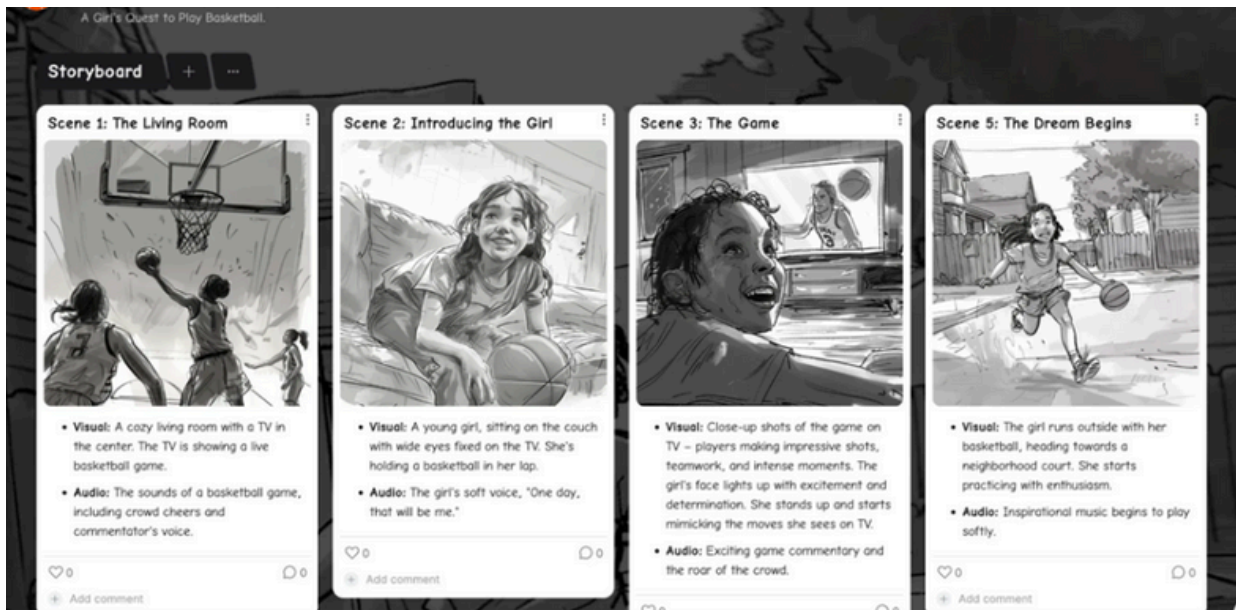 A Girl's Quest to Play Basketball.
Storyboard
Scene 1: The Living Room
3
• Visual: A cozy living room with a TV in
the center. The TV is showing a live
basketball game.
• Audio: The sounds of a basketball game,
including crowd cheers and
commentator's voice.
0
0
Add comment
Scene 2: Introducing the Girl
• Visual: A young girl, sitting on the couch
with wide eyes fixed on the TV. She's
holding a basketball in her lap.
• Audio: The girl's soft voice, "One day,
that will be me."
0
0
Add comment
Scene 3: The Game
3
• Visual: Close-up shots of the game on
TV – players making impressive shots,
teamwork, and intense moments. The
girl's face lights up with excitement and
determination. She stands up and starts
mimicking the moves she sees on TV.
• Audio: Exciting game commentary and
the roar of the crowd.
Scene 5: The Dream Begins
• Visual: The girl runs outside with her
basketball, heading towards a
neighborhood court. She starts
practicing with enthusiasm.
• Audio: Inspirational music begins to play
softly.
0
0
Add comment